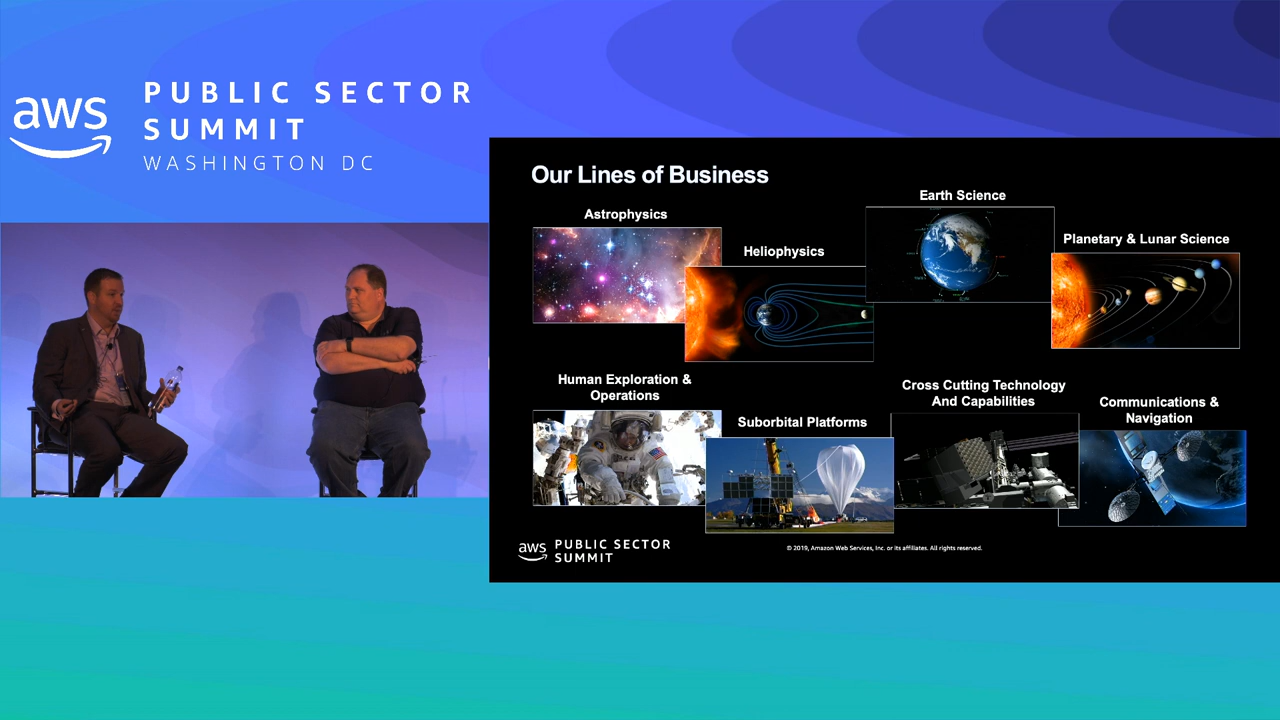 aws
PUBLIC SECTOR
SUMMIT
WASHINGTON DC
Our Lines of Business
Astrophysics
Heliophysics
Earth Science
Planetary & Lunar Science
Human Exploration &
Operations
Suborbital Platforms
Cross Cutting Technology
And Capabilities
Communications &
Navigation
aws
PUBLIC SECTOR
SUMMIT
© 2019, Amazon Web Services, Inc. or its affiliates. All rights reserved.